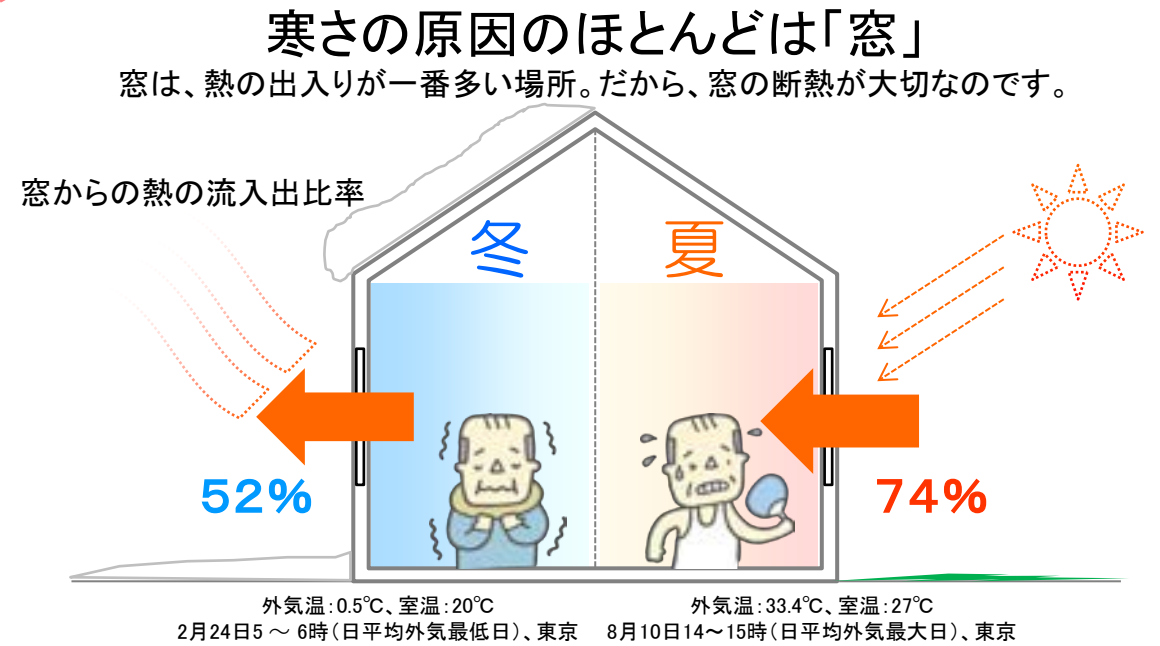 寒さの原因のほとんどは「窓」
窓は、熱の出入りが一番多い場所。だから、窓の断熱が大切なのです。
窓からの熱の流入出比率
冬
夏
52%
74%
外気温:0.5℃、室温:20℃
2月24日5 ～ 6時(日平均外気最低日)、東京
外気温:33.4℃、室温:27℃
8月10日14～15時(日平均外気最大日)、東京